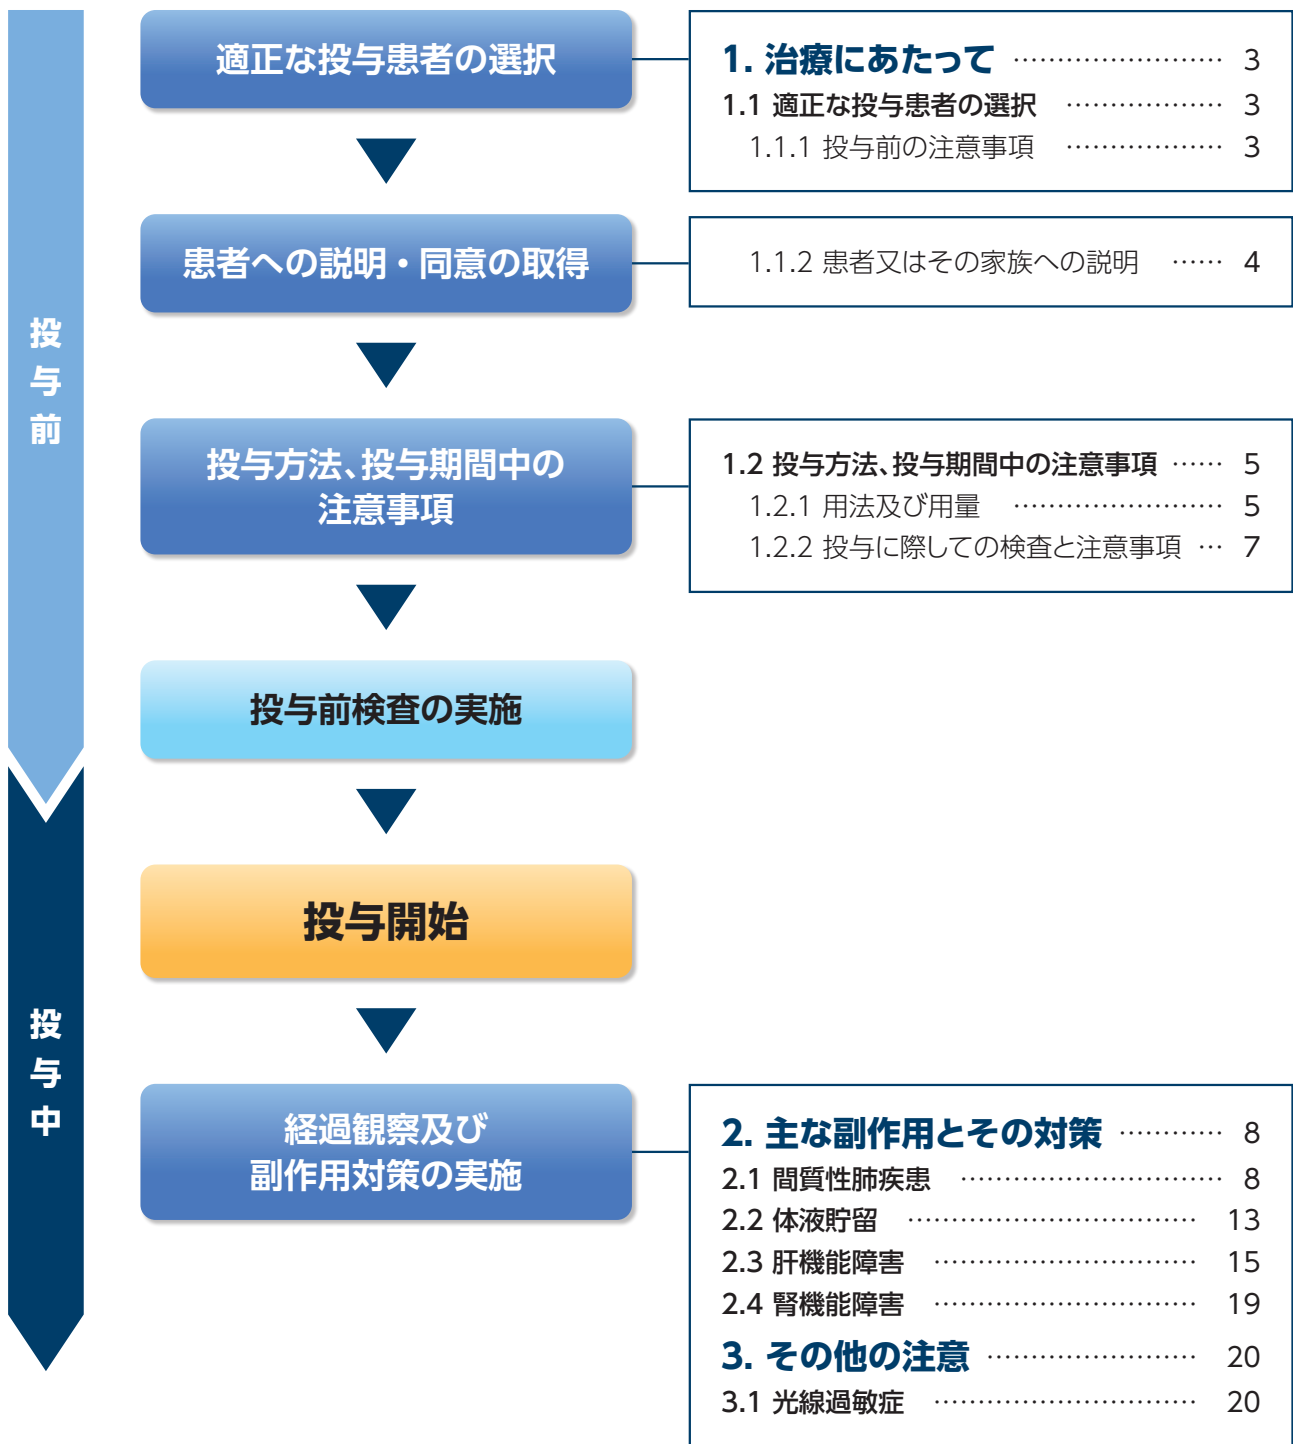 投与前
適正な投与患者の選択
1. 治療にあたって …………………… 3
1.1 適正な投与患者の選択 ……………… 3
1.1.1 投与前の注意事項 ……………… 3
患者への説明・同意の取得
1.1.2 患者又はその家族への説明 …… 4
投与方法、投与期間中の
注意事項
1.2 投与方法、投与期間中の注意事項 …… 5
1.2.1 用法及び用量 …………………… 5
1.2.2 投与に際しての検査と注意事項 … 7
投与前検査の実施
投与中
投与開始
経過観察及び
副作用対策の実施
2. 主な副作用とその対策 ………… 8
2.1 間質性肺疾患 ………………………… 8
2.2 体液貯留 …………………………… 13
2.3 肝機能障害 ………………………… 15
2.4 腎機能障害 ………………………… 19
3. その他の注意 …………………… 20
3.1 光線過敏症 ………………………… 20